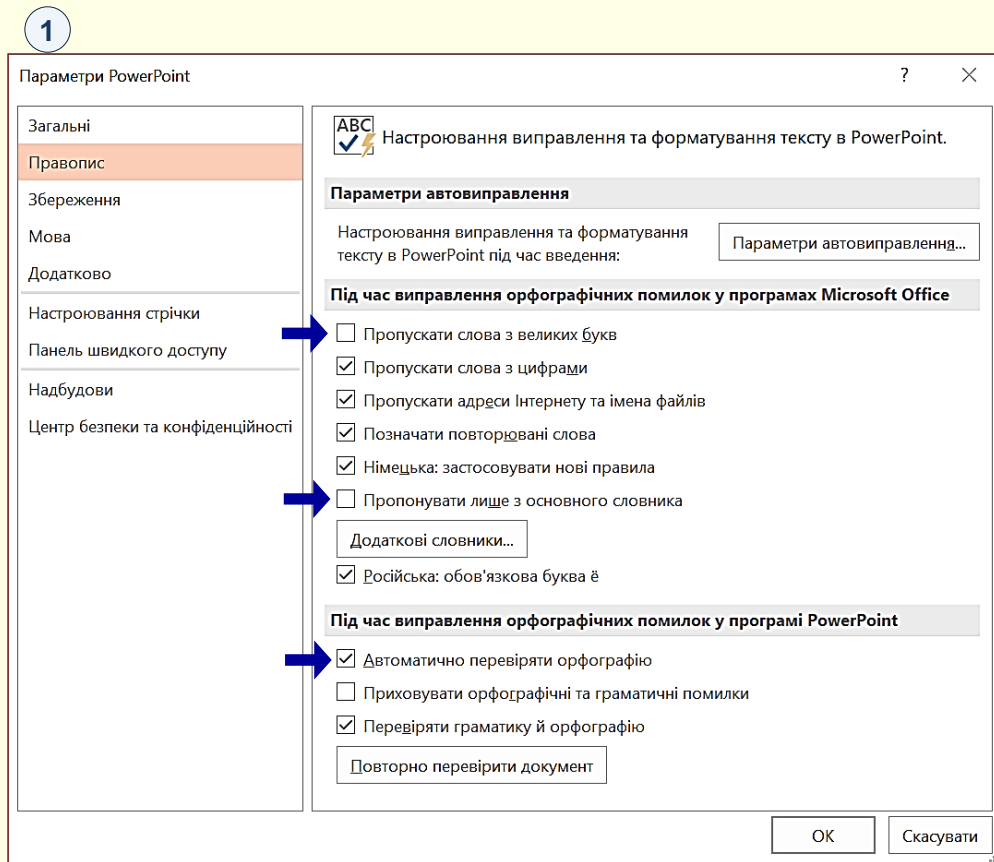 1
Параметри PowerPoint
?
Загальні
Правопис
Збереження
Мова
Додатково
Настроювання стрічки
Панель швидкого доступу
Надбудови
Центр безпеки та конфіденційності
ABC
Настроювання виправлення та форматування тексту в PowerPoint.
Параметри автовиправлення
Настроювання виправлення та форматування
тексту в PowerPoint під час введення:
Параметри автовиправлення...
Під час виправлення орфографічних помилок у програмах Microsoft Office
Пропускати слова з великих букв
Пропускати слова з цифрами
Пропускати адреси Інтернету та імена файлів
Позначати повторювані слова
Німецька: застосовувати нові правила
Пропонувати лише з основного словника
Додаткові словники...
Російська: обов'язкова буква ё
Під час виправлення орфографічних помилок у програмі PowerPoint
Автоматично перевіряти орфографію
Приховувати орфографічні та граматичні помилки
Перевіряти граматику й орфографію
Повторно перевірити документ
ОК
Скасувати